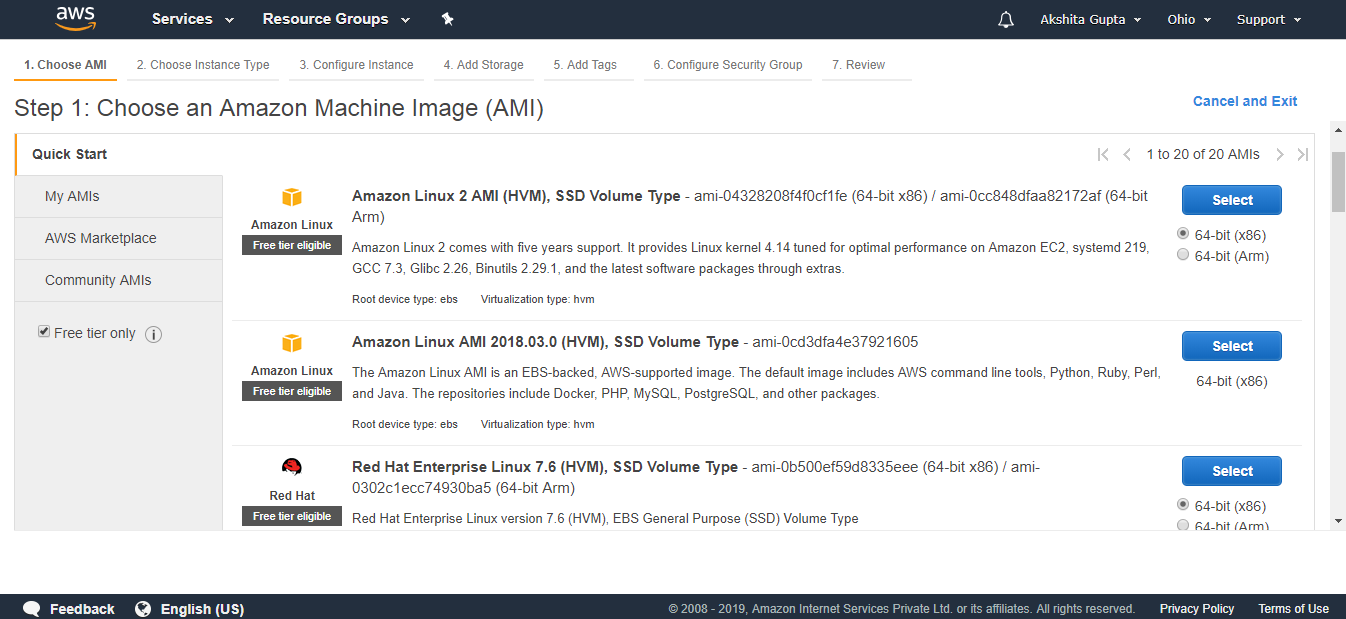 aws Services Resource Groups Akshita Gupta Ohio Support
1. Choose AMI 2. Choose Instance Type 3. Configure Instance 4. Add Storage 5. Add Tags 6. Configure Security Group 7. Review
Step 1: Choose an Amazon Machine Image (AMI)
Cancel and Exit
Quick Start
1 to 20 of 20 AMIs
My AMIs
AWS Marketplace
Community AMIs
Free tier only
Amazon Linux
Free tier eligible
Amazon Linux 2 AMI (HVM), SSD Volume Type - ami-04328208f4f0cf1fe (64-bit x86) / ami-0cc848dfaa82172af (64-bit
Arm)
Amazon Linux 2 comes with five years support. It provides Linux kernel 4.14 tuned for optimal performance on Amazon EC2, systemd 219,
GCC 7.3, Glibc 2.26, Binutils 2.29.1, and the latest software packages through extras.
Root device type: ebs Virtualization type: hvm
Select
64-bit (x86)
64-bit (Arm)
Amazon Linux
Free tier eligible
Amazon Linux AMI 2018.03.0 (HVM), SSD Volume Type - ami-0cd3dfa4e37921605
The Amazon Linux AMI is an EBS-backed, AWS-supported image. The default image includes AWS command line tools, Python, Ruby, Perl,
and Java. The repositories include Docker, PHP, MySQL, PostgreSQL, and other packages.
Root device type: ebs Virtualization type: hvm
Select
64-bit (x86)
Red Hat
Free tier eligible
Red Hat Enterprise Linux 7.6 (HVM), SSD Volume Type - ami-0b500ef59d8335eee (64-bit x86) / ami-
0302c1ecc74930ba5 (64-bit Arm)
Red Hat Enterprise Linux version 7.6 (HVM), EBS General Purpose (SSD) Volume Type
Select
64-bit (x86)
64-bit (Arm)
Feedback English (US) © 2008 - 2019, Amazon Internet Services Private Ltd. or its affiliates. All rights reserved. Privacy Policy Terms of Use